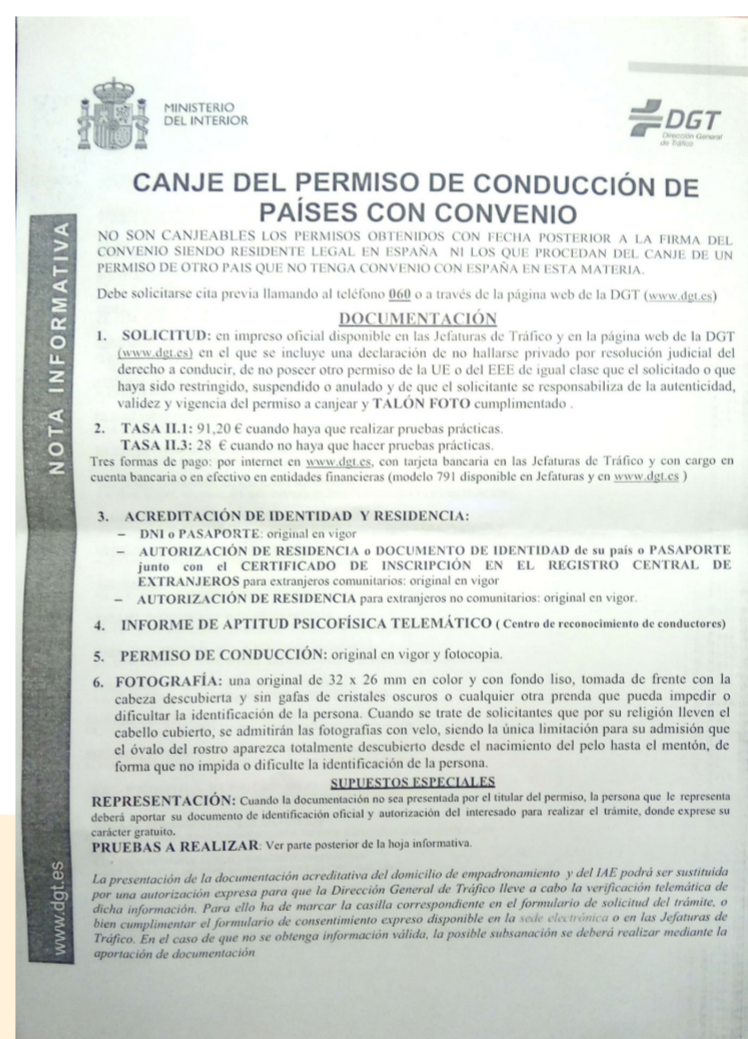 MINISTERIO
DEL INTERIOR
DGT
Dirección General
de Tráfico
CANJE DEL PERMISO DE CONDUCCIÓN DE
PAÍSES CON CONVENIO
NOTA INFORMATIVA
NO SON CANJEABLES LOS PERMISOS OBTENIDOS CON FECHA POSTERIOR A LA FIRMA DEL
CONVENIO SIENDO RESIDENTE LEGAL EN ESPAÑA NI LOS QUE PROCEDAN DEL CANJE DE UN
PERMISO DE OTRO PAIS QUE NO TENGA CONVENIO CON ESPAÑA EN ESTA MATERIA.
Debe solicitarse cita previa llamando al teléfono 060 o a través de la página web de la DGT (www.dgt.es)
DOCUMENTACIÓN
1. SOLICITUD: en impreso oficial disponible en las Jefaturas de Tráfico y en la página web de la DGT
(www.dgt.es) en el que se incluye una declaración de no hallarse privado por resolución judicial del
derecho a conducir, de no poseer otro permiso de la UE o del EEE de igual clase que el solicitado o que
haya sido restringido, suspendido o anulado y de que el solicitante se responsabiliza de la autenticidad,
validez y vigencia del permiso a canjear y TALÓN FOTO cumplimentado .
2. TASA II.1: 91,20 € cuando haya que realizar pruebas prácticas.
TASA II.3: 28 € cuando no haya que hacer pruebas prácticas.
Tres formas de pago: por internet en www.dgt.es, con tarjeta bancaria en las Jefaturas de Tráfico y con cargo en
cuenta bancaria o en efectivo en entidades financieras (modelo 791 disponible en Jefaturas y en www.dgt.es )
3. ACREDITACIÓN DE IDENTIDAD Y RESIDENCIA:
– DNI o PASAPORTE: original en vigor
– AUTORIZACIÓN DE RESIDENCIA o DOCUMENTO DE IDENTIDAD de su país o PASAPORTE
junto con el CERTIFICADO DE INSCRIPCIÓN EN EL REGISTRO CENTRAL DE
EXTRANJEROS para extranjeros comunitarios: original en vigor
– AUTORIZACIÓN DE RESIDENCIA para extranjeros no comunitarios: original en vigor.
4. INFORME DE APTITUD PSICOFÍSICA TELEMÁTICO ( Centro de reconocimiento de conductores)
5. PERMISO DE CONDUCCIÓN: original en vigor y fotocopia.
6. FOTOGRAFÍA: una original de 32 x 26 mm en color y con fondo liso, tomada de frente con la
cabeza descubierta y sin gafas de cristales oscuros o cualquier otra prenda que pueda impedir o
dificultar la identificación de la persona. Cuando se trate de solicitantes que por su religión lleven el
cabello cubierto, se admitirán las fotografías con velo, siendo la única limitación para su admisión que
el óvalo del rostro aparezca totalmente descubierto desde el nacimiento del pelo hasta el mentón, de
forma que no impida o dificulte la identificación de la persona.
SUPUESTOS ESPECIALES
REPRESENTACIÓN: Cuando la documentación no sea presentada por el titular del permiso, la persona que le representa
deberá aportar su documento de identificación oficial y autorización del interesado para realizar el trámite, donde exprese su
carácter gratuito.
PRUEBAS A REALIZAR: Ver parte posterior de la hoja informativa.
La presentación de la documentación acreditativa del domicilio de empadronamiento y del IAE podrá ser sustituida
por una autorización expresa para que la Dirección General de Tráfico lleve a cabo la verificación telemática de
dicha información. Para ello ha de marcar la casilla correspondiente en el formulario de solicitud del trámite, o
bien cumplimentar el formulario de consentimiento expreso disponible en la sede electrónica o en las Jefaturas de
Tráfico. En el caso de que no se obtenga información válida, la posible subsanación se deberá realizar mediante la
aportación de documentación
www.dgt.es